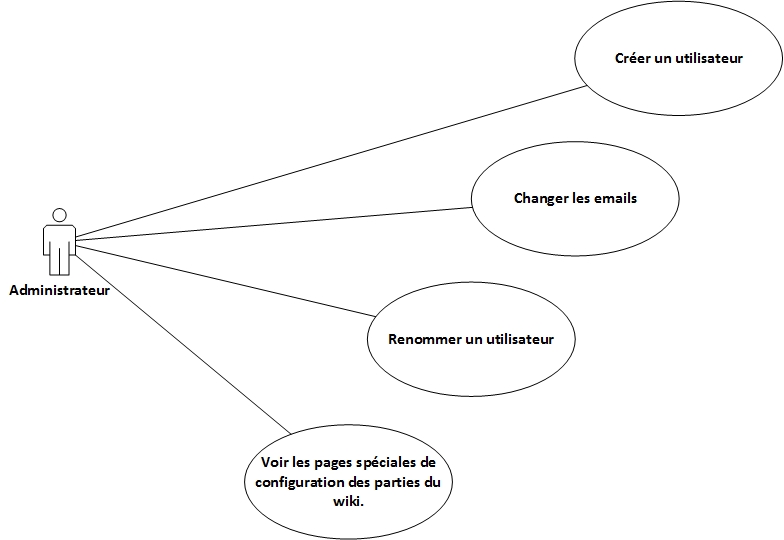 Créer un utilisateur
Changer les emails
Administrateur
Renommer un utilisateur
Voir les pages spéciales de
configuration des parties du
wiki.